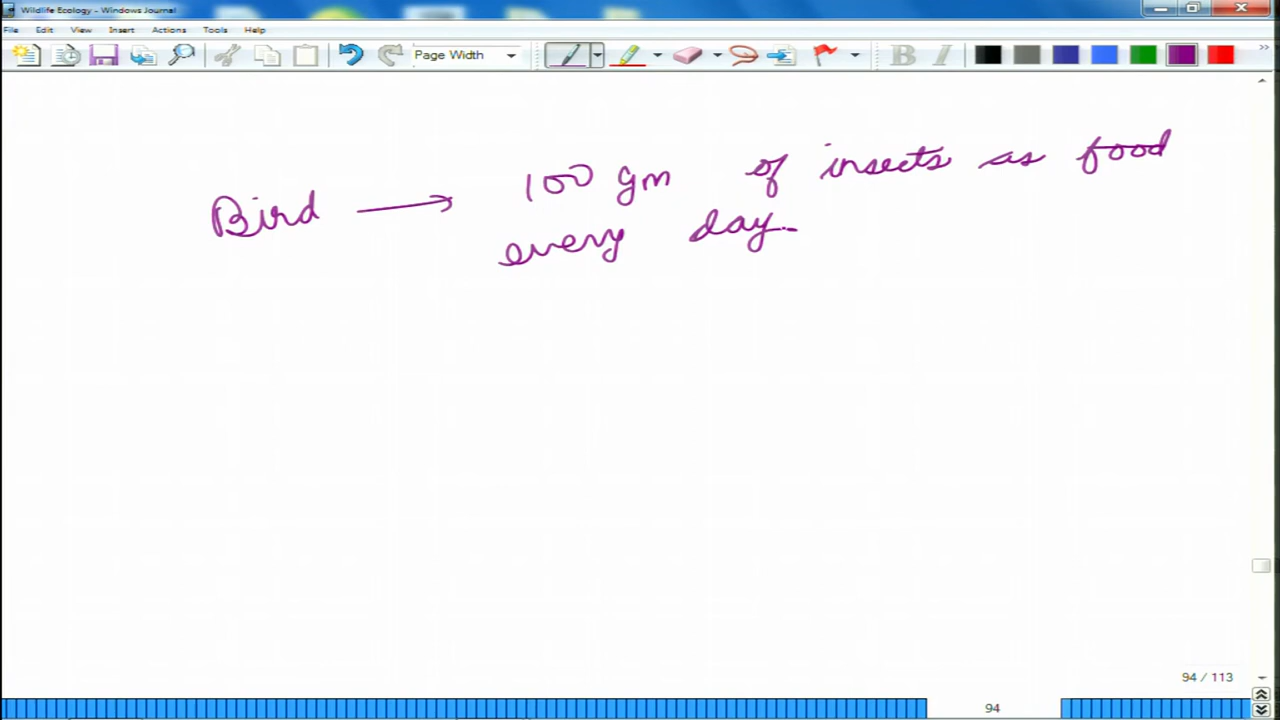 Wildlife Ecology - Windows Journal
File Edit View Insert Actions Tools Help
Page Width B I
Bird → 100 gm of insects as food
every day.
94 / 113
94